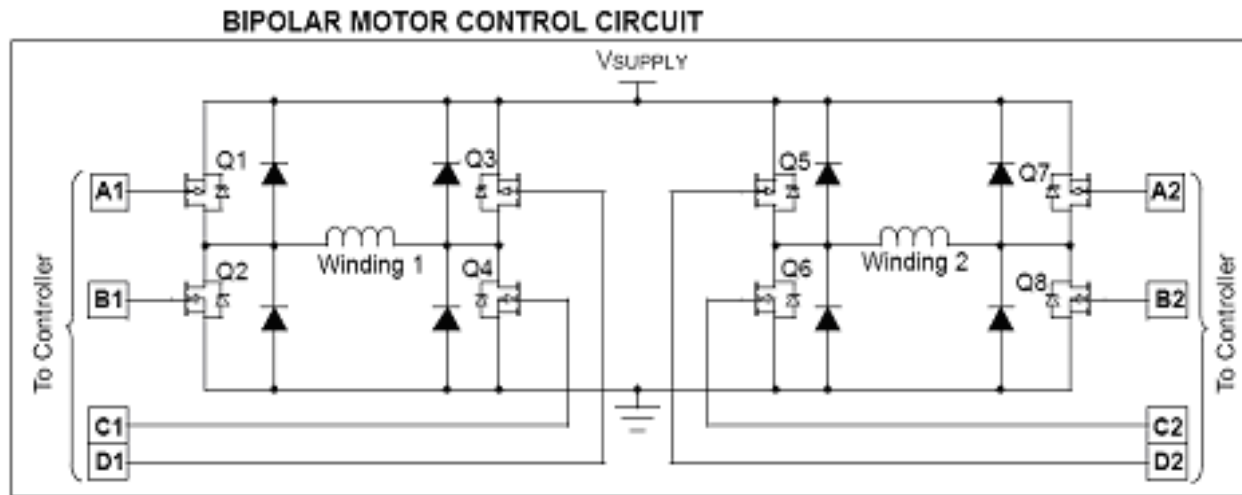 BIPOLAR MOTOR CONTROL CIRCUIT
VSUPPLY
Q1
Q3
Q5
Q7
A1
A2
Winding 1
Winding 2
Q2
Q4
Q6
Q8
B1
B2
To Controller
To Controller
C1
C2
D1
D2